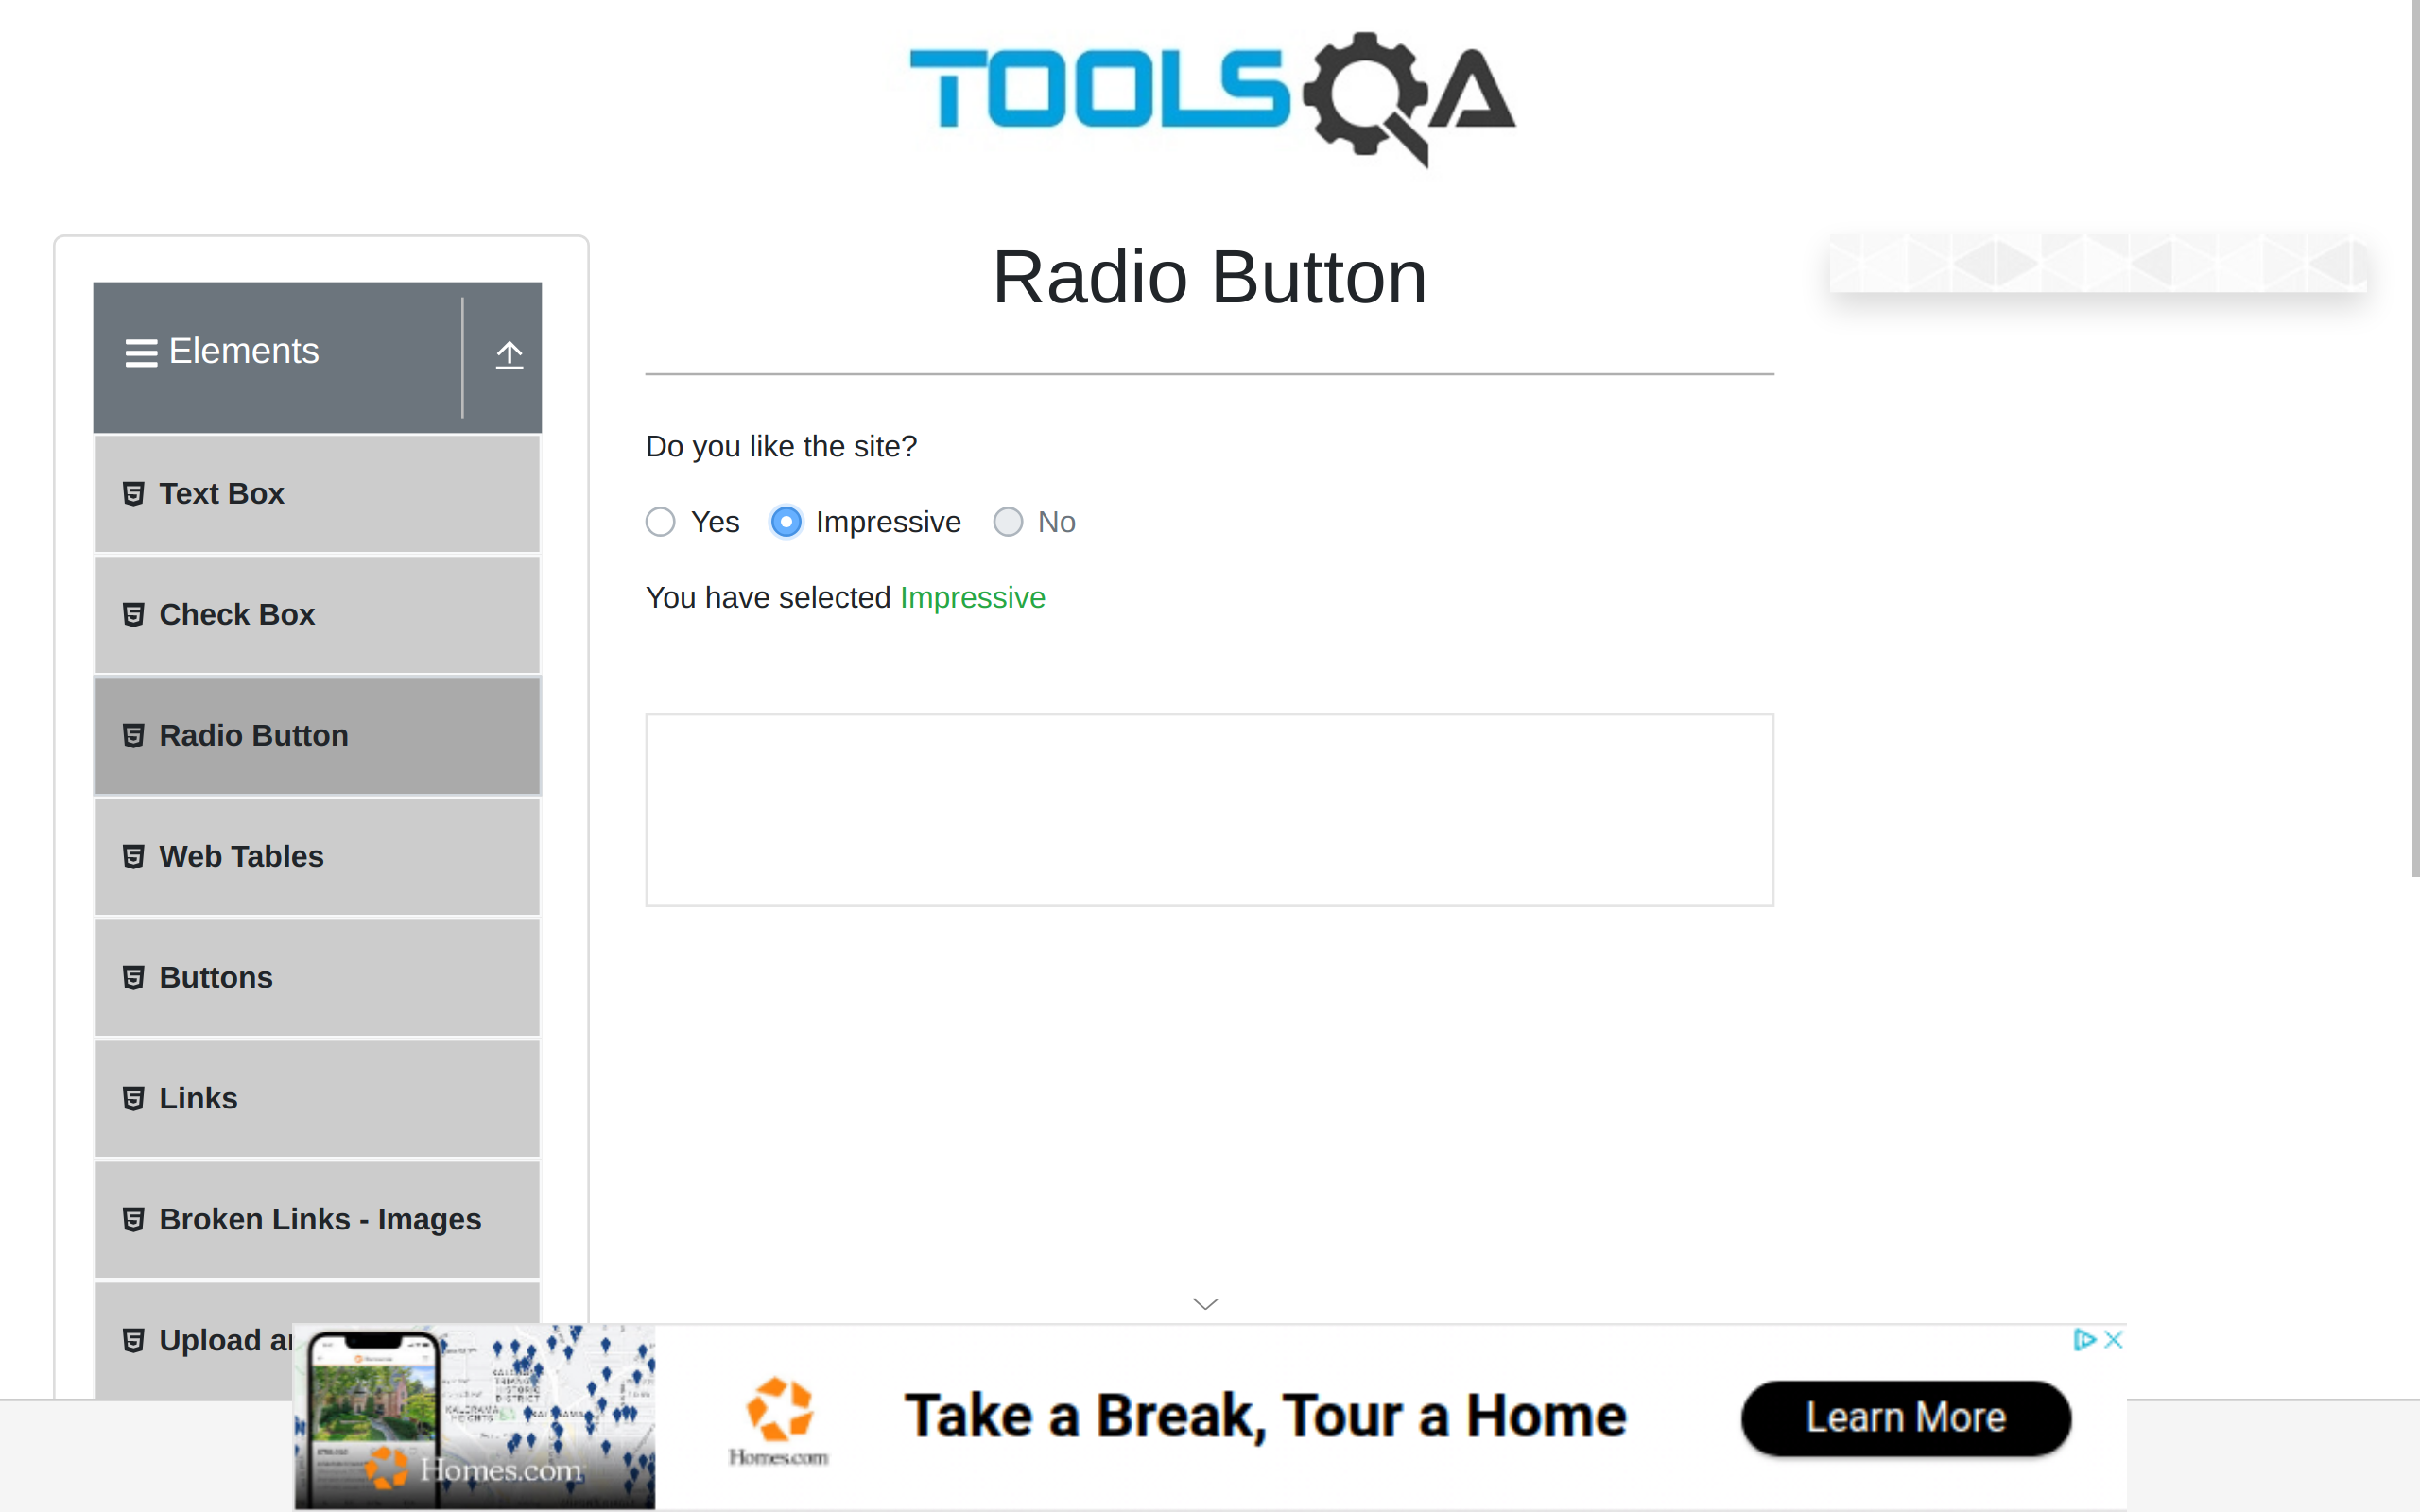 TOOLSQA
Radio Button
Elements
Text Box
Check Box
Radio Button
Web Tables
Buttons
Links
Broken Links - Images
Upload ar
Do you like the site?
Yes Impressive No
You have selected Impressive
Homes.com
Homes.com
Take a Break, Tour a Home
Learn More